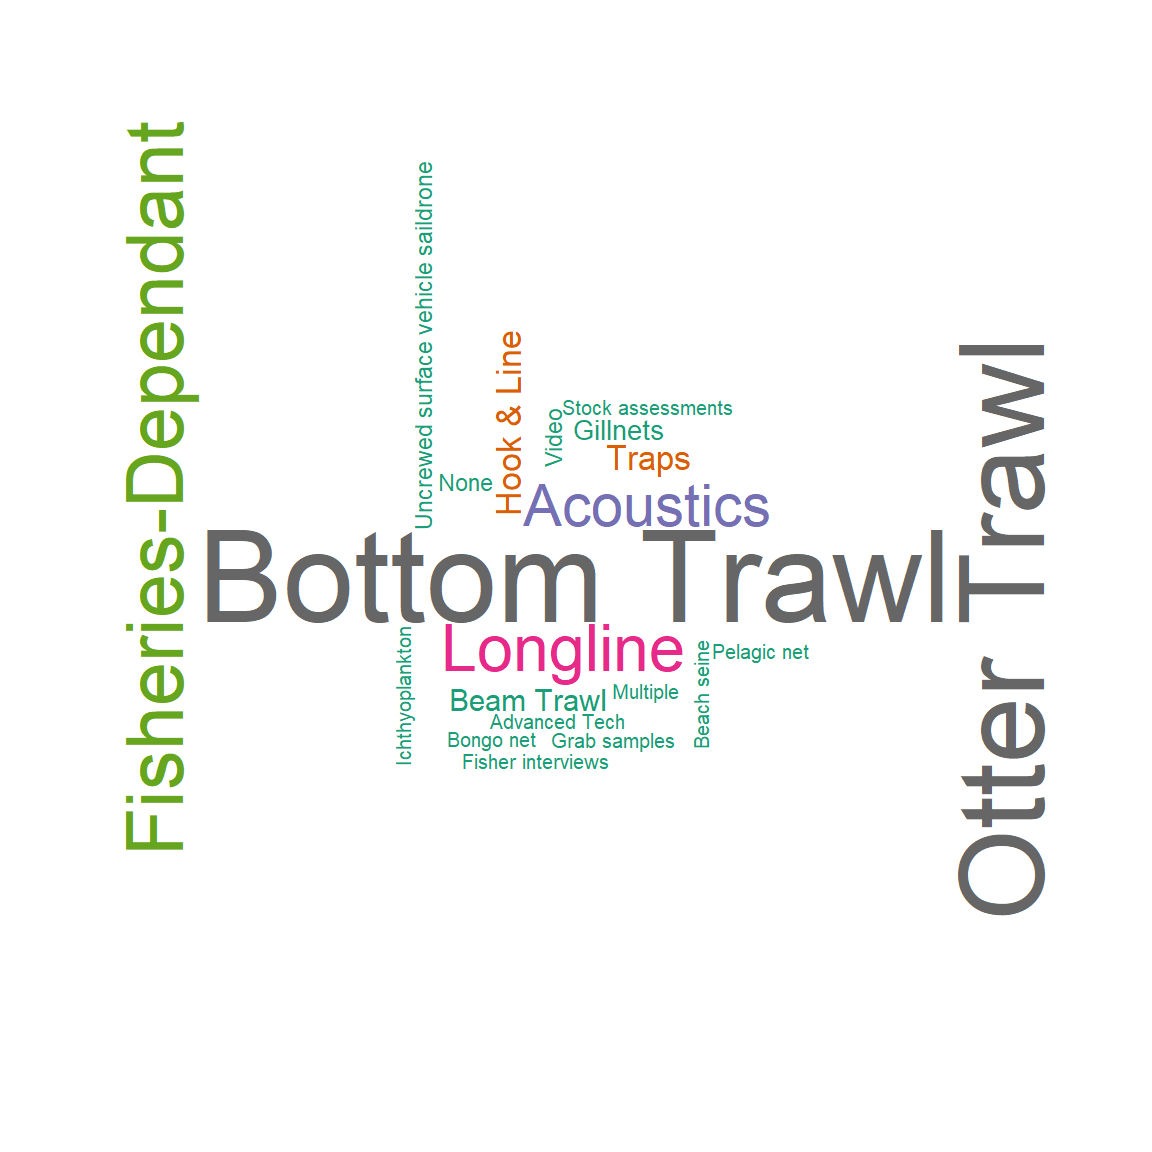 Fisheries-Dependant
Uncrewed surface vehicle saildrone
Hook & Line
None
Video
Stock assessments
Gillnets
Traps
Acoustics
Bottom Trawl
Otter Trawl
Longline
Ichthyoplankton
Beach seine
Pelagic net
Beam Trawl
Multiple
Advanced Tech
Bongo net
Grab samples
Fisher interviews